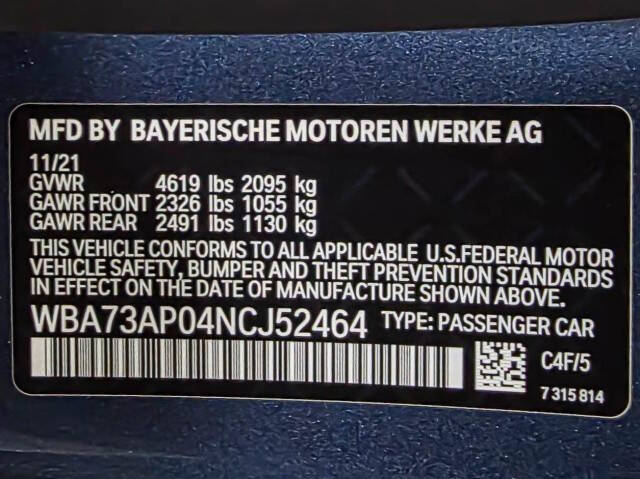 MFD BY BAYERISCHE MOTOREN WERKE AG
11/21
GVWR 4619 lbs 2095 kg
GAWR FRONT 2326 lbs 1055 kg
GAWR REAR 2491 lbs 1130 kg
THIS VEHICLE CONFORMS TO ALL APPLICABLE U.S.FEDERAL MOTOR
VEHICLE SAFETY, BUMPER AND THEFT PREVENTION STANDARDS
IN EFFECT ON THE DATE OF MANUFACTURE SHOWN ABOVE.
WBA73AP04NCJ52464 TYPE: PASSENGER CAR
C4F/5
7 315 814